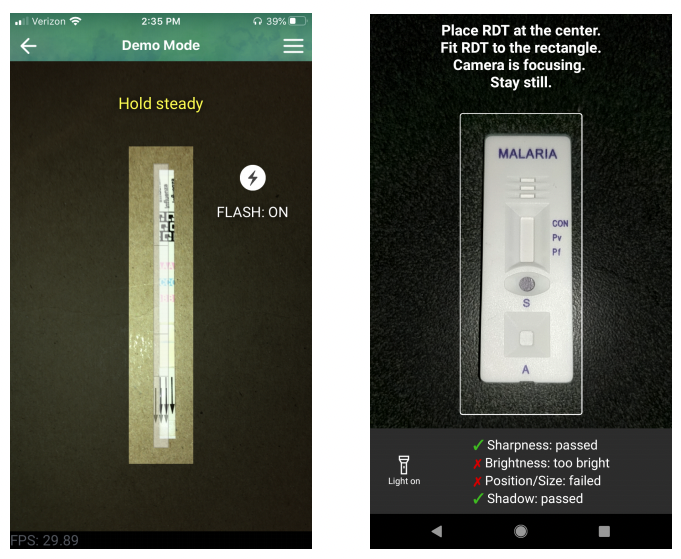 Verizon
2:35 PM
39%
Demo Mode
Hold steady
FLASH: ON
FPS: 29.89
Place RDT at the center.
Fit RDT to the rectangle.
Camera is focusing.
Stay still.
MALARIA
CON
Pv
Pf
S
A
Light on
✓ Sharpness: passed
✗ Brightness: too bright
✗ Position/Size: failed
✓ Shadow: passed